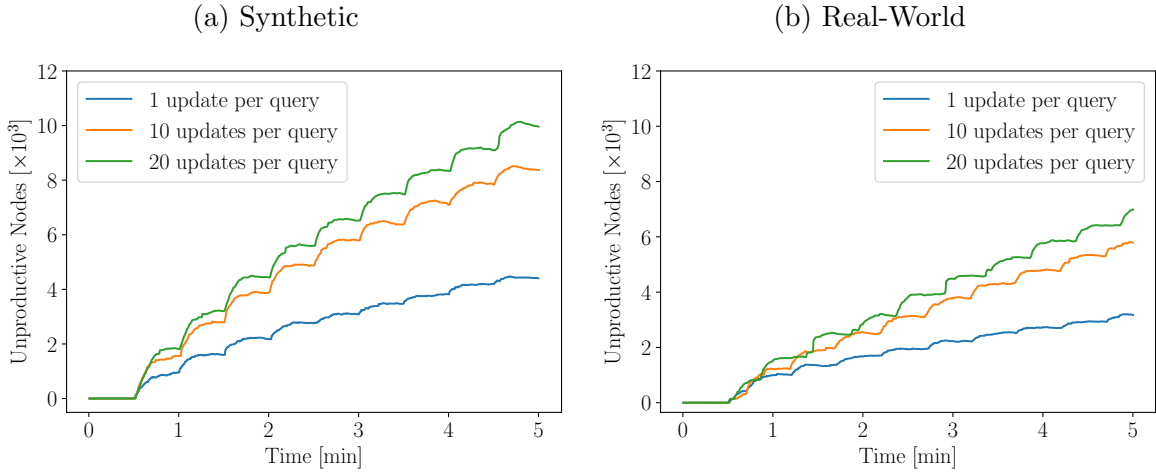 (a) Synthetic
Unproductive Nodes [×10³]
12
10
8
6
4
2
0
1 update per query
10 updates per query
20 updates per query
0 1 2 3 4 5
Time [min]
(b) Real-World
Unproductive Nodes [×10³]
12
10
8
6
4
2
0
1 update per query
10 updates per query
20 updates per query
0 1 2 3 4 5
Time [min]